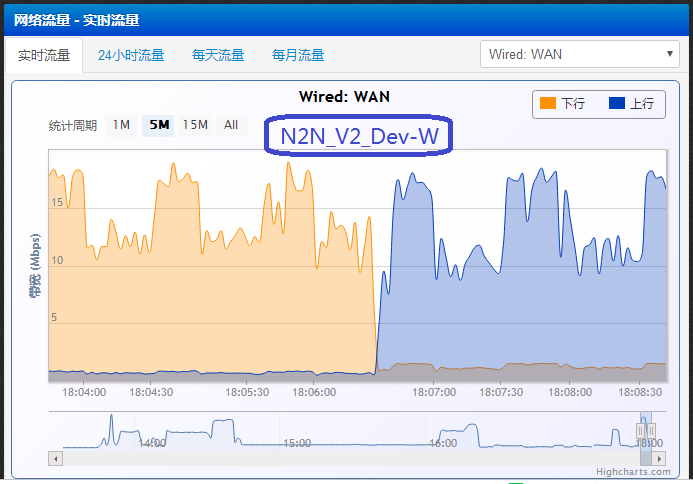 网络流量 - 实时流量
实时流量 24小时流量 每天流量 每月流量 Wired: WAN
Wired: WAN
下行 上行
统计周期 1M 5M 15M All
N2N_V2_Dev-W
带宽 (Mbps)
15
10
5
18:04:00 18:04:30 18:05:30 18:06:00 18:07:00 18:07:30 18:08:00 18:08:30
14:00 15:00 16:00 18:00
Highcharts.com